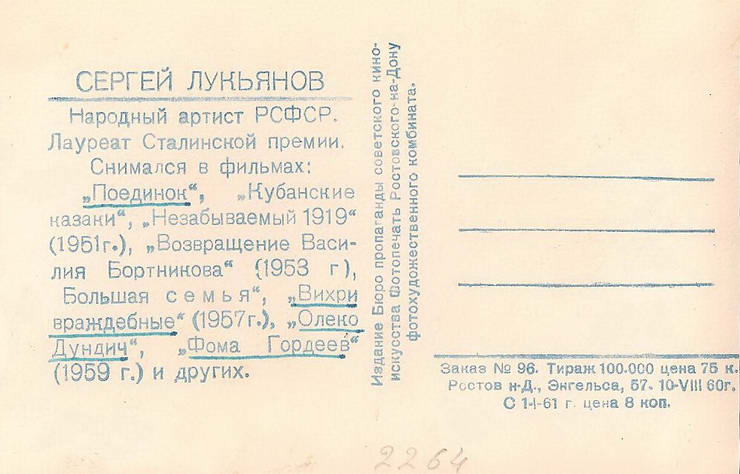 СЕРГЕЙ ЛУКЬЯНОВ
Народный артист РСФСР.
Лауреат Сталинской премии.
Снимался в фильмах:
„Поединок“, „Кубанские
казаки“, „Незабываемый 1919“
(1951г.), „Возвращение Васи-
лия Бортникова“ (1953 г),
Большая семья“, „Вихри
враждебные“ (1957г.), „Олеко
Дундич“, „Фома Гордеев“
(1959 г.) и других.
Издание Бюро пропаганды советского кино-
искусства Фотопечать Ростовского-на-Дону
фотохудожественного комбината.
Заказ № 96. Тираж 100.000 цена 75 к.
Ростов н-Д., Энгельса, 57. 10-VIII 60г.
С 1-I-61 г. цена 8 коп.
2264